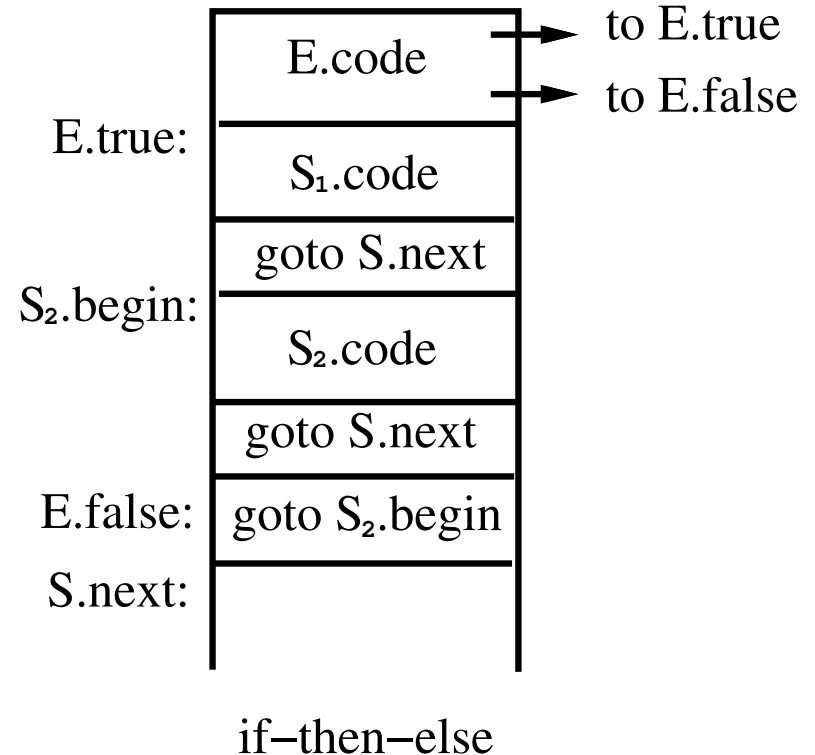 E.code
to E.true
to E.false
E.true:
S₁.code
goto S.next
S₂.begin:
S₂.code
goto S.next
E.false:
goto S₂.begin
S.next:
if−then−else